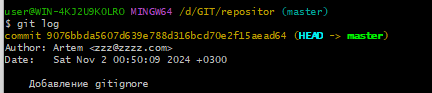 user@WIN-4KJ2U9KOLRO MINGW64 /d/GIT/repositor (master)
$ git log
commit 9076bbda5607d639e788d316bcd70e2f15aead64 (HEAD -> master)
Author: Artem <zzz@zzzz.com>
Date:   Sat Nov 2 00:50:09 2024 +0300
Добавление gitignore